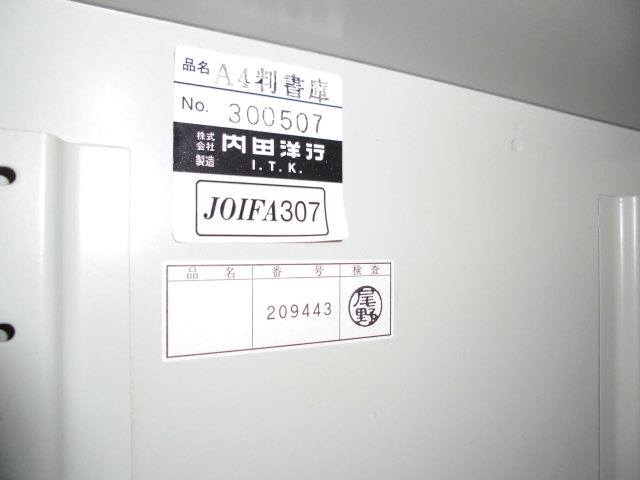 品名 A4判書庫
No. 300507
株式会社 内田洋行
製造 I.T.K.
JOIFA307
品名 番号 検査
209443 尾野